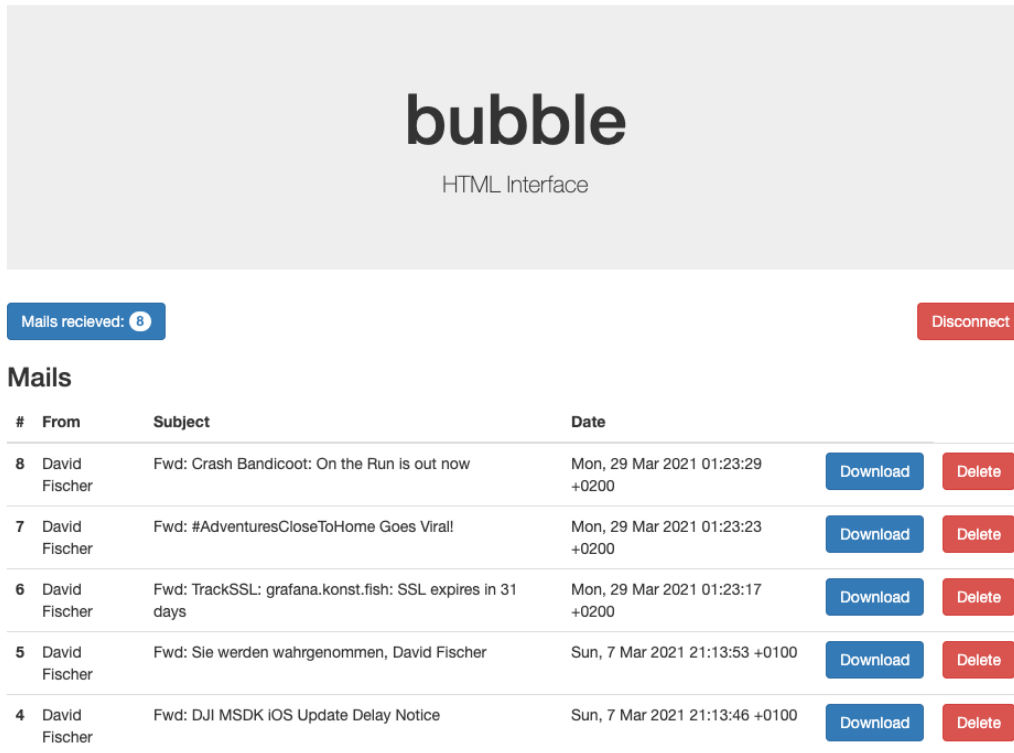 bubble
HTML Interface
Mails recieved: 8
Disconnect
Mails
# From Subject Date
8 David Fischer Fwd: Crash Bandicoot: On the Run is out now Mon, 29 Mar 2021 01:23:29 +0200 Download Delete
7 David Fischer Fwd: #AdventuresCloseToHome Goes Viral! Mon, 29 Mar 2021 01:23:23 +0200 Download Delete
6 David Fischer Fwd: TrackSSL: grafana.konst.fish: SSL expires in 31 days Mon, 29 Mar 2021 01:23:17 +0200 Download Delete
5 David Fischer Fwd: Sie werden wahrgenommen, David Fischer Sun, 7 Mar 2021 21:13:53 +0100 Download Delete
4 David Fischer Fwd: DJI MSDK iOS Update Delay Notice Sun, 7 Mar 2021 21:13:46 +0100 Download Delete